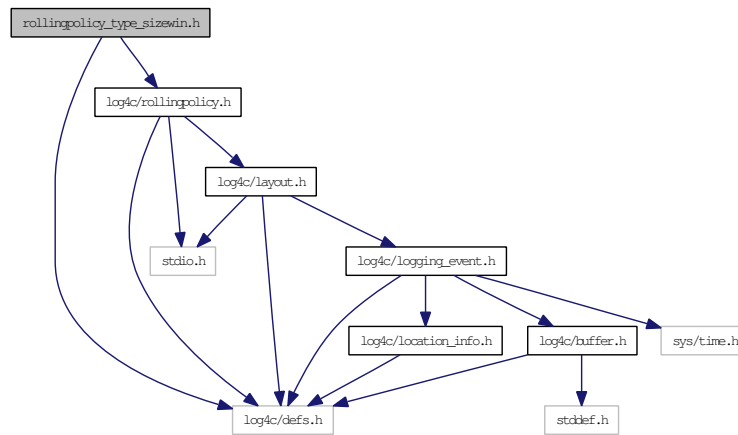 rollingpolicy_type_sizewin.h
log4c/rollingpolicy.h
log4c/layout.h
stdio.h
log4c/logging_event.h
log4c/location_info.h
log4c/buffer.h
sys/time.h
log4c/defs.h
stddef.h